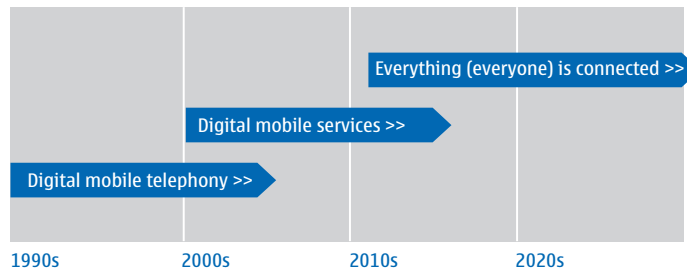 Everything (everyone) is connected >>
Digital mobile services >>
Digital mobile telephony >>
1990s 2000s 2010s 2020s